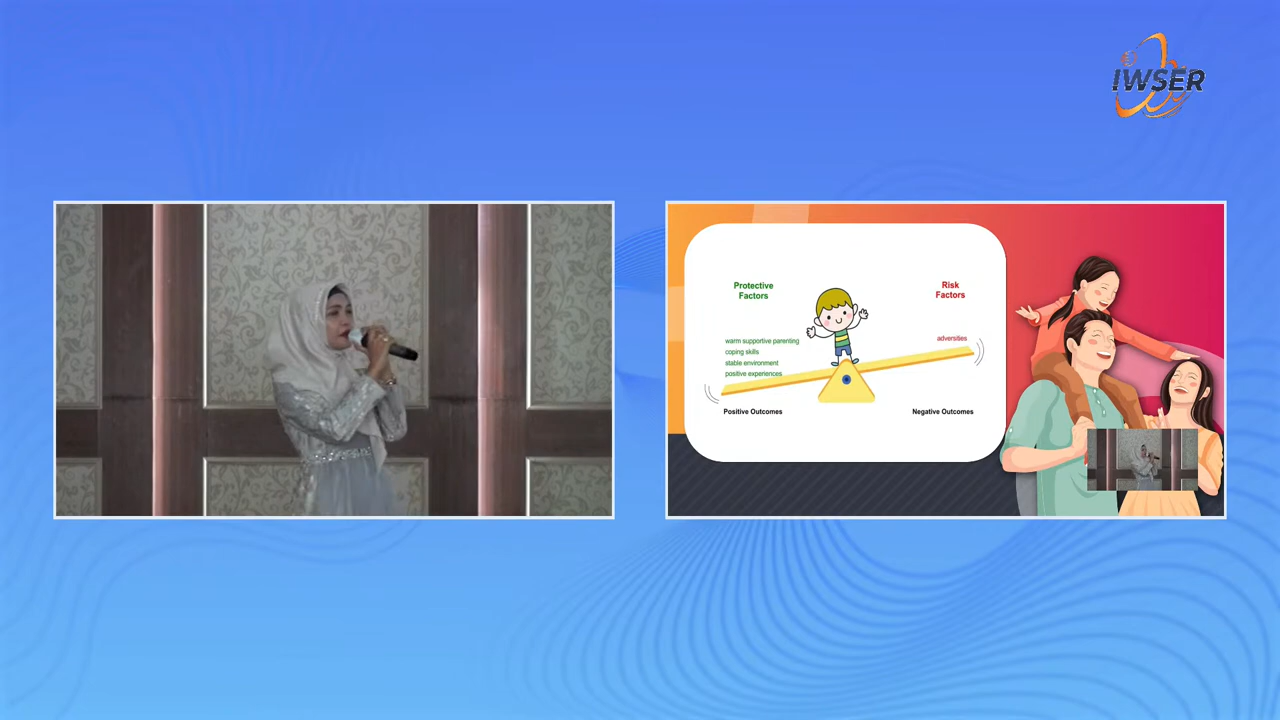 IWSER
Protective
Factors
Risk
Factors
warm supportive parenting
coping skills
stable environment
positive experiences
adversities
Positive Outcomes
Negative Outcomes